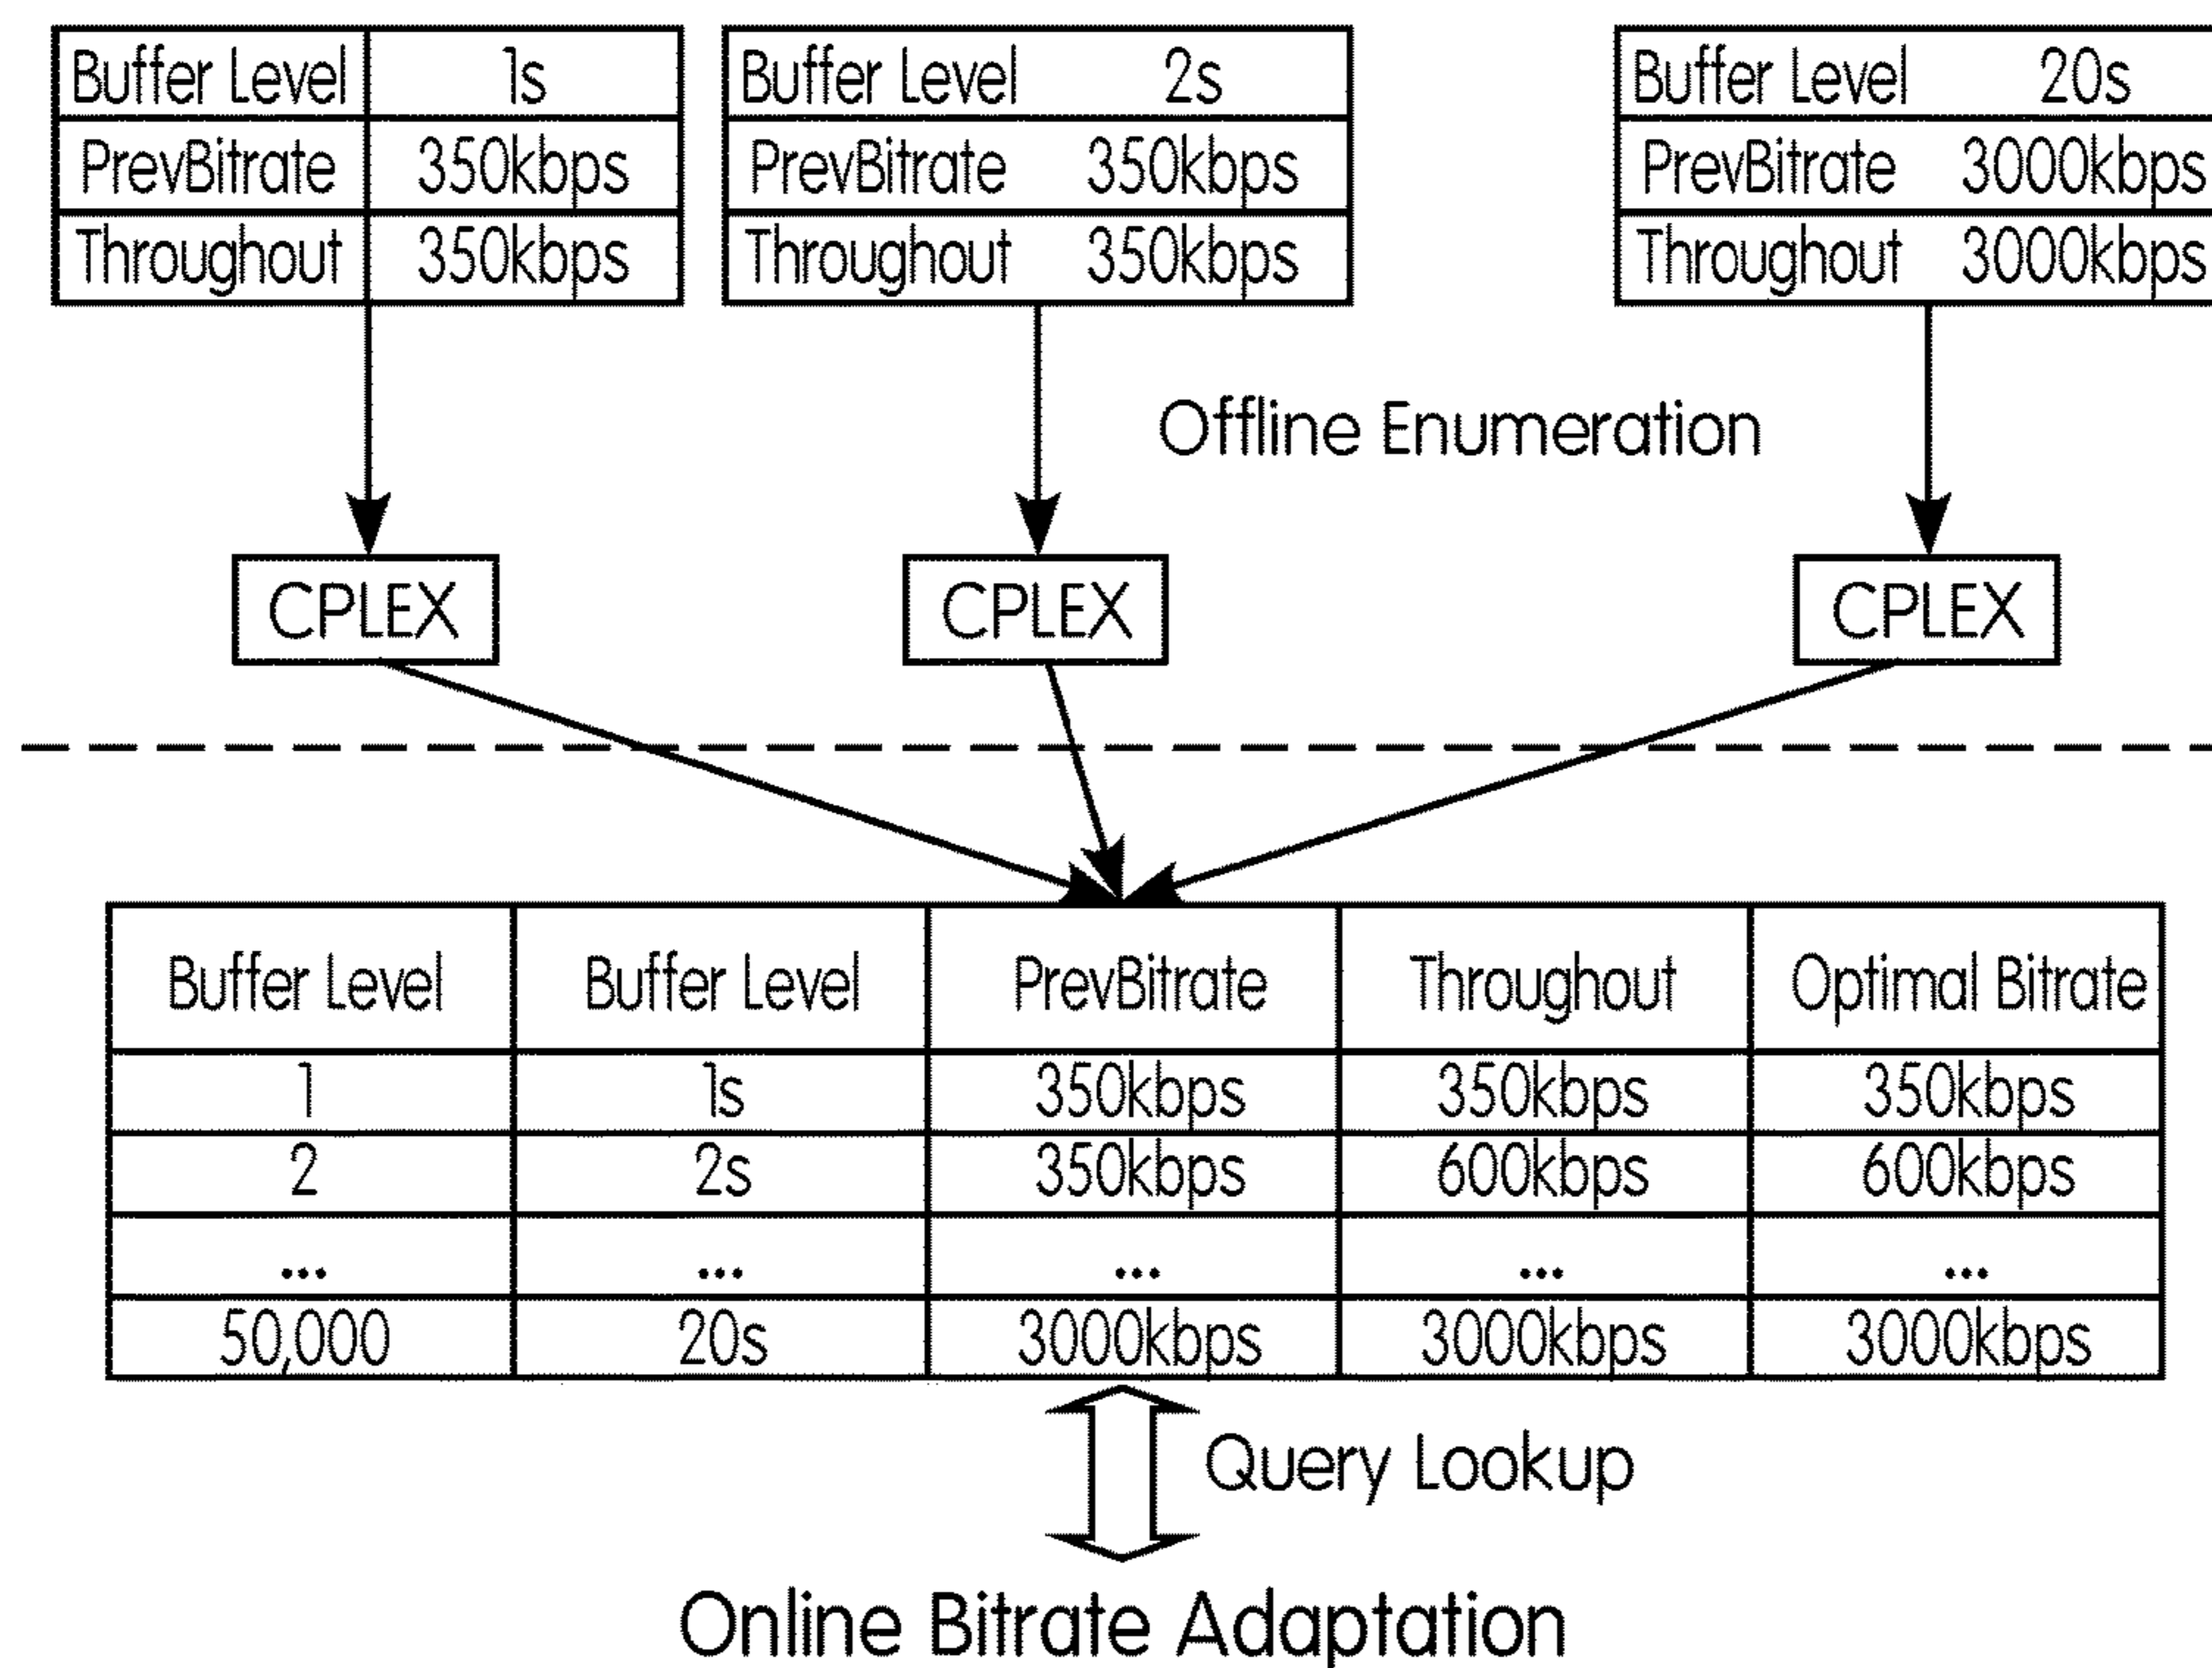 Buffer Level 1s
PrevBitrate 350kbps
Throughout 350kbps
Buffer Level 2s
PrevBitrate 350kbps
Throughout 350kbps
Buffer Level 20s
PrevBitrate 3000kbps
Throughout 3000kbps
Offline Enumeration
CPLEX
CPLEX
CPLEX
Buffer Level Buffer Level PrevBitrate Throughout Optimal Bitrate
1 1s 350kbps 350kbps 350kbps
2 2s 350kbps 600kbps 600kbps
... ... ... ... ...
50,000 20s 3000kbps 3000kbps 3000kbps
Query Lookup
Online Bitrate Adaptation